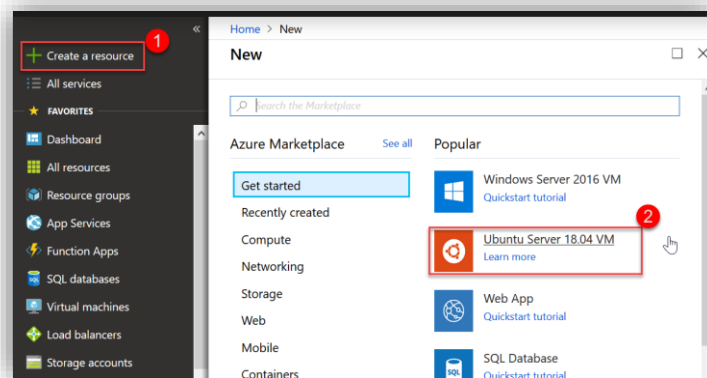 «
1
Create a resource
All services
FAVORITES
Dashboard
All resources
Resource groups
App Services
Function Apps
SQL databases
Virtual machines
Load balancers
Storage accounts
Home > New
New
Search the Marketplace
Azure Marketplace See all
Get started
Recently created
Compute
Networking
Storage
Web
Mobile
Containers
Popular
Windows Server 2016 VM
Quickstart tutorial
2
Ubuntu Server 18.04 VM
Learn more
Web App
Quickstart tutorial
SQL
SQL Database
Quickstart tutorial